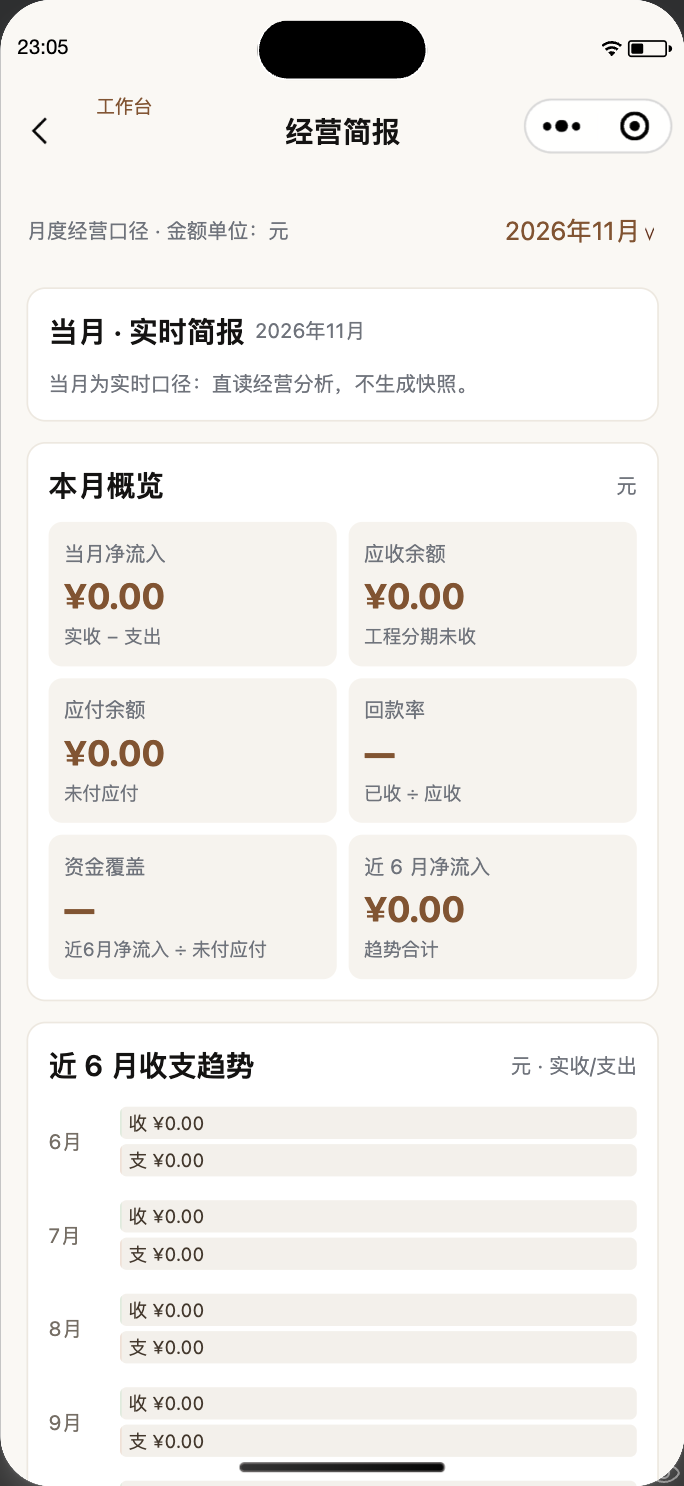 23:05
工作台
经营简报
月度经营口径 · 金额单位：元
2026年11月 ∨
当月 · 实时简报 2026年11月
当月为实时口径：直读经营分析，不生成快照。
本月概览
元
当月净流入
¥0.00
实收 − 支出
应收余额
¥0.00
工程分期未收
应付余额
¥0.00
未付应付
回款率
—
已收 ÷ 应收
资金覆盖
—
近6月净流入 ÷ 未付应付
近 6 月净流入
¥0.00
趋势合计
近 6 月收支趋势
元 · 实收/支出
6月
收 ¥0.00
支 ¥0.00
7月
收 ¥0.00
支 ¥0.00
8月
收 ¥0.00
支 ¥0.00
9月
收 ¥0.00
支 ¥0.00